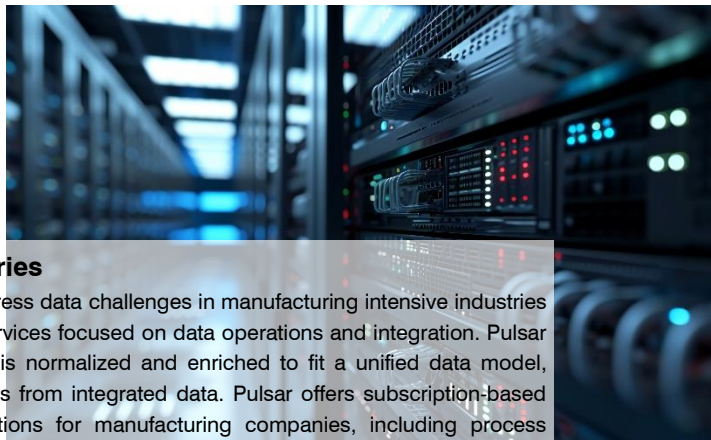 ries
ress data challenges in manufacturing intensive industries
rvices focused on data operations and integration. Pulsar
is normalized and enriched to fit a unified data model,
s from integrated data. Pulsar offers subscription-based
tions for manufacturing companies, including process